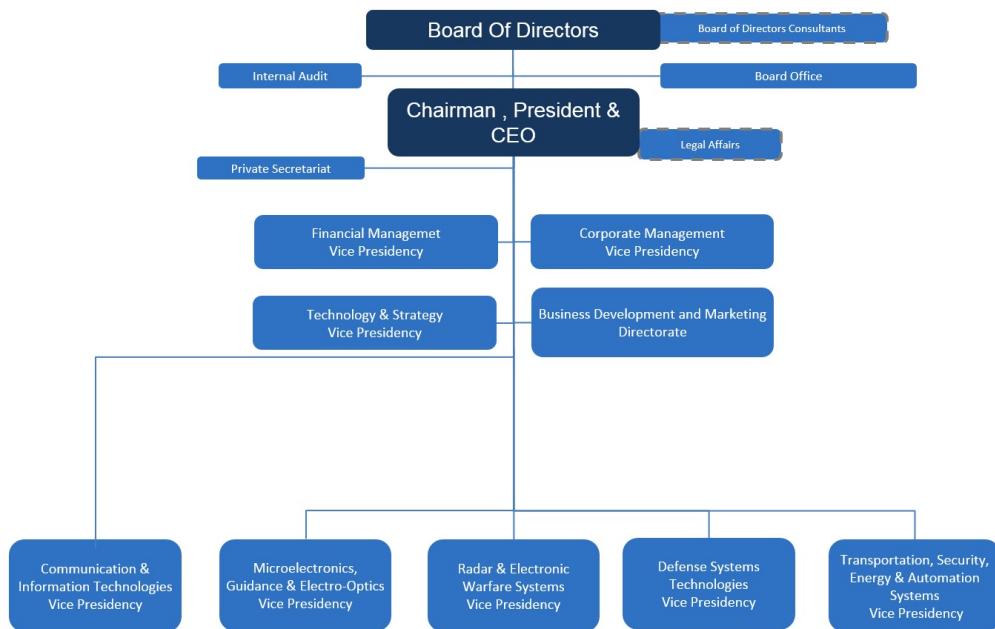 Board Of Directors
Board of Directors Consultants
Internal Audit
Board Office
Chairman , President &
CEO
Legal Affairs
Private Secretariat
Financial Managemet
Vice Presidency
Corporate Management
Vice Presidency
Technology & Strategy
Vice Presidency
Business Development and Marketing
Directorate
Communication &
Information Technologies
Vice Presidency
Microelectronics,
Guidance & Electro-Optics
Vice Presidency
Radar & Electronic
Warfare Systems
Vice Presidency
Defense Systems
Technologies
Vice Presidency
Transportation, Security,
Energy & Automation
Systems
Vice Presidency